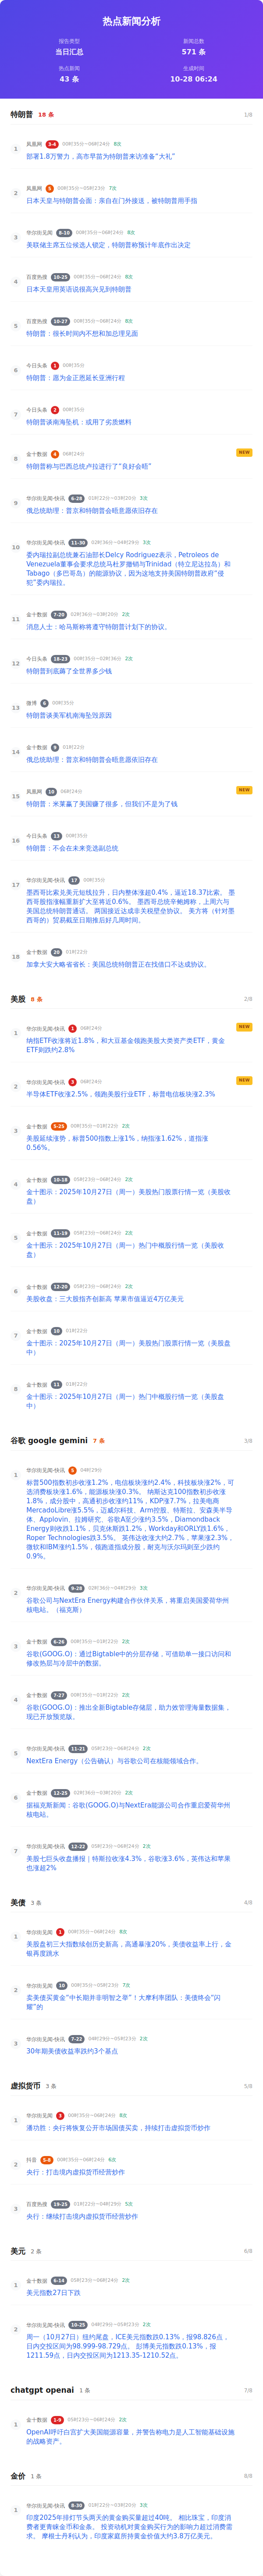 热点新闻分析
报告类型
新闻总数
当日汇总
571 条
热点新闻
生成时间
43 条
10-28 06:24
特朗普 18 条 1/8
1
凤凰网 3-4 00时35分~06时24分 8次
部署1.8万警力，高市早苗为特朗普来访准备“大礼”
2
凤凰网 5 00时35分~05时23分 7次
日本天皇与特朗普会面：亲自在门外接送，被特朗普用手指
3
华尔街见闻 8-10 00时35分~06时24分 8次
美联储主席五位候选人锁定，特朗普称预计年底作出决定
4
百度热搜 10-25 00时35分~06时24分 8次
日本天皇用英语说很高兴见到特朗普
5
百度热搜 10-27 00时35分~06时24分 8次
特朗普：很长时间内不想和加总理见面
6
今日头条 1 00时35分
特朗普：愿为金正恩延长亚洲行程
7
今日头条 2 00时35分
特朗普谈南海坠机：或用了劣质燃料
8
金十数据 4 06时24分
NEW
特朗普称与巴西总统卢拉进行了“良好会晤”
9
华尔街见闻-快讯 6-28 01时22分~03时20分 3次
俄总统助理：普京和特朗普会晤意愿依旧存在
10
华尔街见闻-快讯 11-30 02时36分~04时29分 3次
委内瑞拉副总统兼石油部长Delcy Rodríguez表示，Petroleos de
Venezuela董事会要求总统马杜罗撤销与Trinidad（特立尼达岛）和
Tabago（多巴哥岛）的能源协议，因为这地支持美国特朗普政府“侵
犯”委内瑞拉。
11
金十数据 7-20 02时36分~03时20分 2次
消息人士：哈马斯称将遵守特朗普计划下的协议。
12
今日头条 18-23 00时35分~02时36分 2次
特朗普到底薅了全世界多少钱
13
微博 6 00时35分
特朗普谈美军机南海坠毁原因
14
金十数据 9 01时22分
俄总统助理：普京和特朗普会晤意愿依旧存在
15
凤凰网 10 06时24分
NEW
特朗普：米莱赢了美国赚了很多，但我们不是为了钱
16
今日头条 13 00时35分
特朗普：不会在未来竞选副总统
17
华尔街见闻-快讯 17 00时35分
墨西哥比索兑美元短线拉升，日内整体涨超0.4%，逼近18.37比索。 墨
西哥股指涨幅重新扩大至将近0.6%。 墨西哥总统辛鲍姆称，上周六与
美国总统特朗普通话。 两国接近达成非关税壁垒协议。 美方将（针对墨
西哥的）贸易截至日期推后好几周时间。
18
金十数据 20 01时22分
加拿大安大略省省长：美国总统特朗普正在找借口不达成协议。
美股 8 条 2/8
1
华尔街见闻-快讯 1 06时24分
NEW
纳指ETF收涨将近1.8%，和大豆基金领跑美股大类资产类ETF，黄金
ETF则跌约2.8%
2
华尔街见闻-快讯 3 06时24分
NEW
半导体ETF收涨2.5%，领跑美股行业ETF，标普电信板块涨2.3%
3
金十数据 5-25 00时35分~01时22分 2次
美股延续涨势，标普500指数上涨1%，纳指涨1.62%，道指涨
0.56%。
4
金十数据 10-18 05时23分~06时24分 2次
金十图示：2025年10月27日（周一）美股热门股票行情一览（美股收
盘）
5
金十数据 11-19 05时23分~06时24分 2次
金十图示：2025年10月27日（周一）热门中概股行情一览（美股收
盘）
6
金十数据 12-20 05时23分~06时24分 2次
美股收盘：三大股指齐创新高 苹果市值逼近4万亿美元
7
金十数据 10 01时22分
金十图示：2025年10月27日（周一）美股热门股票行情一览（美股盘
中）
8
金十数据 11 01时22分
金十图示：2025年10月27日（周一）热门中概股行情一览（美股盘
中）
谷歌 google gemini 7 条 3/8
1
华尔街见闻-快讯 5 04时29分
标普500指数初步收涨1.2%，电信板块涨约2.4%，科技板块涨2%，可
选消费板块涨1.6%，能源板块涨0.3%。 纳斯达克100指数初步收涨
1.8%，成分股中，高通初步收涨约11%，KDP涨7.7%，拉美电商
MercadoLibre涨5.5%，迈威尔科技、Arm控股、特斯拉、安森美半导
体、Applovin、拉姆研究、谷歌A至少涨约3.5%，Diamondback
Energy则收跌1.1%，贝克休斯跌1.2%，Workday和ORLY跌1.6%，
Roper Technologies跌3.5%。 英伟达收涨大约2.7%，苹果涨2.3%，
微软和IBM涨约1.5%，领跑道指成分股，耐克与沃尔玛则至少跌约
0.9%。
2
华尔街见闻-快讯 9-28 02时36分~04时29分 3次
谷歌公司与NextEra Energy构建合作伙伴关系，将重启美国爱荷华州
核电站。（福克斯）
3
金十数据 6-26 00时35分~01时22分 2次
谷歌(GOOG.O)：通过Bigtable中的分层存储，可借助单一接口访问和
修改热层与冷层中的数据。
4
金十数据 7-27 00时35分~01时22分 2次
谷歌(GOOG.O)：推出全新Bigtable存储层，助力效管理海量数据集，
现已开放预览版。
5
华尔街见闻-快讯 11-21 05时23分~06时24分 2次
NextEra Energy（公告确认）与谷歌公司在核能领域合作。
6
金十数据 12-25 02时36分~03时20分 2次
据福克斯新闻：谷歌(GOOG.O)与NextEra能源公司合作重启爱荷华州
核电站。
7
华尔街见闻-快讯 12-22 05时23分~06时24分 2次
美股七巨头收盘播报｜特斯拉收涨4.3%，谷歌涨3.6%，英伟达和苹果
也涨超2%
美债 3 条 4/8
1
华尔街见闻 1 00时35分~06时24分 8次
美股盘初三大指数续创历史新高，高通暴涨20%，美债收益率上行，金
银再度跳水
2
华尔街见闻 10 00时35分~05时23分 7次
卖美债买黄金“中长期并非明智之举”！大摩利率团队：美债终会“闪
耀”的
3
华尔街见闻-快讯 7-22 04时29分~05时23分 2次
30年期美债收益率跌约3个基点
虚拟货币 3 条 5/8
1
华尔街见闻 3 00时35分~06时24分 8次
潘功胜：央行将恢复公开市场国债买卖，持续打击虚拟货币炒作
2
抖音 5-8 00时35分~06时24分 6次
央行：打击境内虚拟货币经营炒作
3
百度热搜 19-25 01时22分~04时29分 5次
央行：继续打击境内虚拟货币经营炒作
美元 2 条 6/8
1
金十数据 6-14 05时23分~06时24分 2次
美元指数27日下跌
2
华尔街见闻-快讯 10-25 04时29分~05时23分 2次
周一（10月27日）纽约尾盘，ICE美元指数跌0.13%，报98.826点，
日内交投区间为98.999-98.729点。 彭博美元指数跌0.13%，报
1211.59点，日内交投区间为1213.35-1210.52点。
chatgpt openai 1 条 7/8
1
金十数据 1-9 05时23分~06时24分 2次
OpenAI呼吁白宫扩大美国能源容量，并警告称电力是人工智能基础设施
的战略资产。
金价 1 条 8/8
1
华尔街见闻-快讯 8-30 01时22分~03时20分 3次
印度2025年排灯节头两天的黄金购买量超过40吨。 相比珠宝，印度消
费者更青睐金币和金条。 投资动机对黄金购买行为的影响力超过消费需
求。 摩根士丹利认为，印度家庭所持黄金价值大约3.8万亿美元。